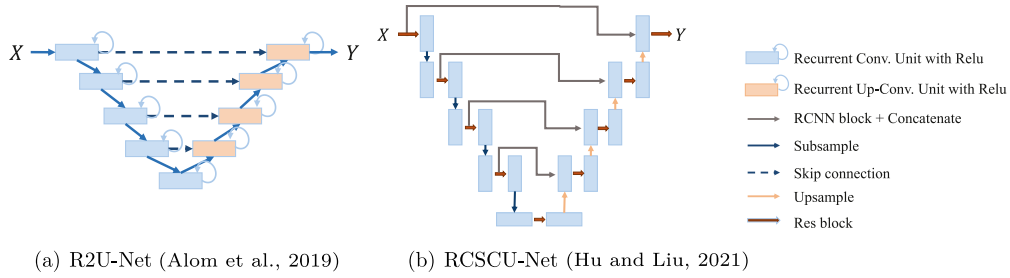 X
Y
X
Y
Recurrent Conv. Unit with Relu
Recurrent Up-Conv. Unit with Relu
RCNN block + Concatenate
Subsample
Skip connection
Upsample
Res block
(a) R2U-Net (Alom et al., 2019)
(b) RCSCU-Net (Hu and Liu, 2021)